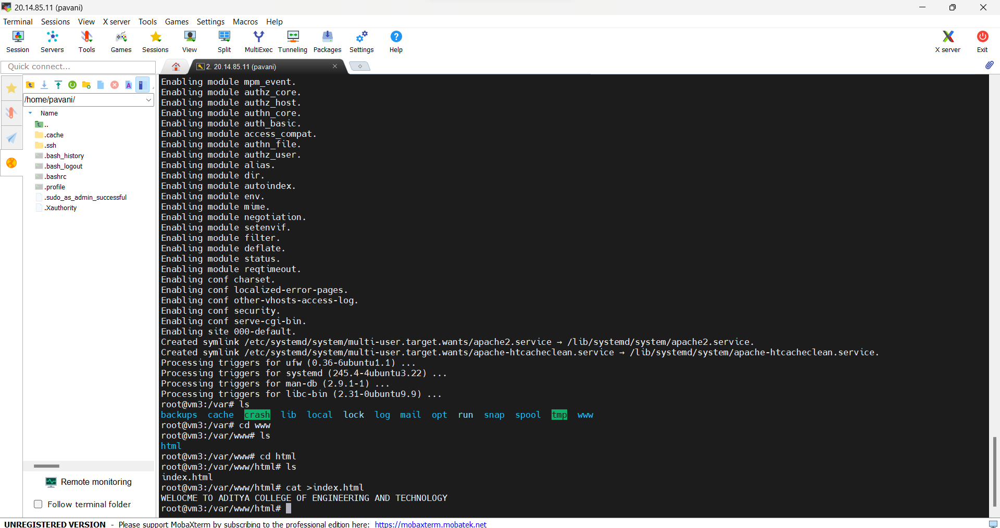 20.14.85.11 (pavani)
Terminal Sessions View X server Tools Games Settings Macros Help
Session Servers Tools Games Sessions View Split MultiExec Tunneling Packages Settings Help X server Exit
Quick connect...
2. 20.14.85.11 (pavani)
/home/pavani/
Name
..
.cache
.ssh
.bash_history
.bash_logout
.bashrc
.profile
.sudo_as_admin_successful
.Xauthority
Remote monitoring
Follow terminal folder
Enabling module mpm_event.
Enabling module authz_core.
Enabling module authz_host.
Enabling module authn_core.
Enabling module auth_basic.
Enabling module access_compat.
Enabling module authn_file.
Enabling module authz_user.
Enabling module alias.
Enabling module dir.
Enabling module autoindex.
Enabling module env.
Enabling module mime.
Enabling module negotiation.
Enabling module setenvif.
Enabling module filter.
Enabling module deflate.
Enabling module status.
Enabling module reqtimeout.
Enabling conf charset.
Enabling conf localized-error-pages.
Enabling conf other-vhosts-access-log.
Enabling conf security.
Enabling conf serve-cgi-bin.
Enabling site 000-default.
Created symlink /etc/systemd/system/multi-user.target.wants/apache2.service → /lib/systemd/system/apache2.service.
Created symlink /etc/systemd/system/multi-user.target.wants/apache-htcacheclean.service → /lib/systemd/system/apache-htcacheclean.service.
Processing triggers for ufw (0.36-6ubuntu1.1) ...
Processing triggers for systemd (245.4-4ubuntu3.22) ...
Processing triggers for man-db (2.9.1-1) ...
Processing triggers for libc-bin (2.31-0ubuntu9.9) ...
root@vm3:/var# ls
backups cache crash lib local lock log mail opt run snap spool tmp www
root@vm3:/var# cd www
root@vm3:/var/www# ls
html
root@vm3:/var/www# cd html
root@vm3:/var/www/html# ls
index.html
root@vm3:/var/www/html# cat >index.html
WELOCME TO ADITYA COLLEGE OF ENGINEERING AND TECHNOLOGY
root@vm3:/var/www/html#
UNREGISTERED VERSION - Please support MobaXterm by subscribing to the professional edition here: https://mobaxterm.mobatek.net